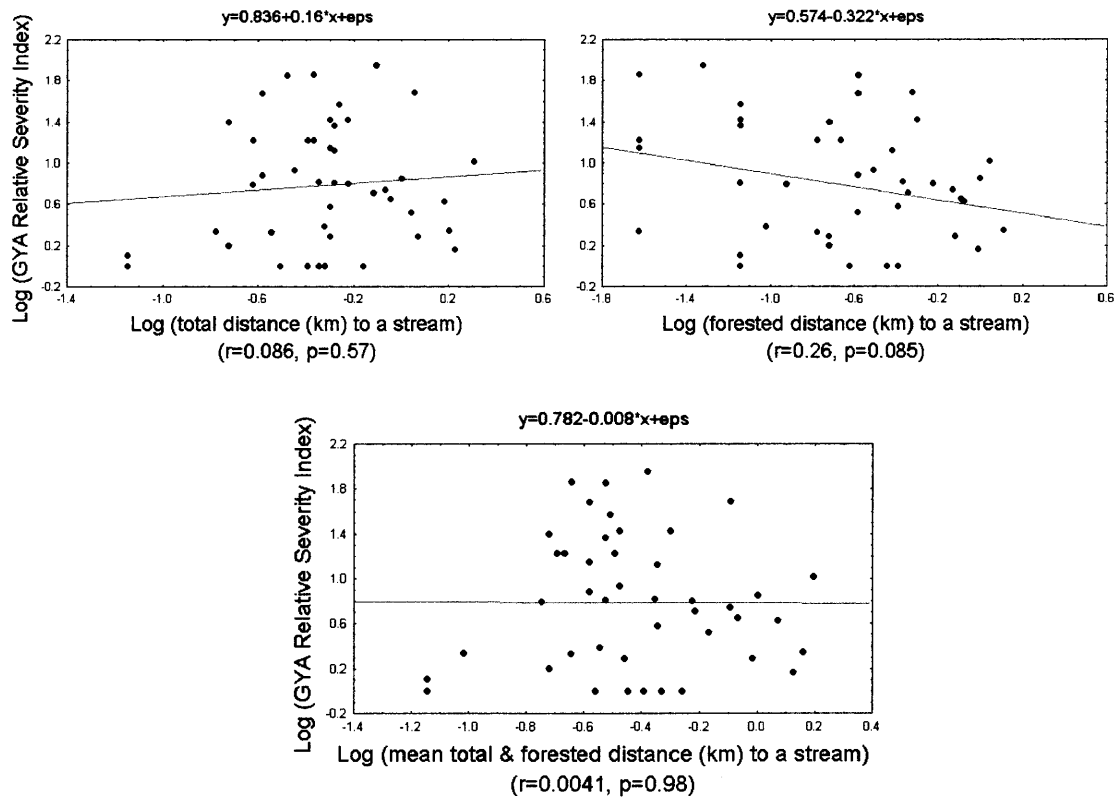 y=0.836+0.16*x+eps
Log (GYA Relative Severity Index)
2.2
1.8
1.4
1.0
0.6
0.2
-0.2
-1.4 -1.0 -0.6 -0.2 0.2 0.6
Log (total distance (km) to a stream)
(r=0.086, p=0.57)
y=0.574-0.322*x+eps
2.2
1.8
1.4
1.0
0.6
0.2
-0.2
-1.8 -1.4 -1.0 -0.6 -0.2 0.2 0.6
Log (forested distance (km) to a stream)
(r=0.26, p=0.085)
y=0.782-0.008*x+eps
Log (GYA Relative Severity Index)
2.2
1.8
1.4
1.0
0.6
0.2
-0.2
-1.4 -1.2 -1.0 -0.8 -0.6 -0.4 -0.2 0.0 0.2 0.4
Log (mean total & forested distance (km) to a stream)
(r=0.0041, p=0.98)